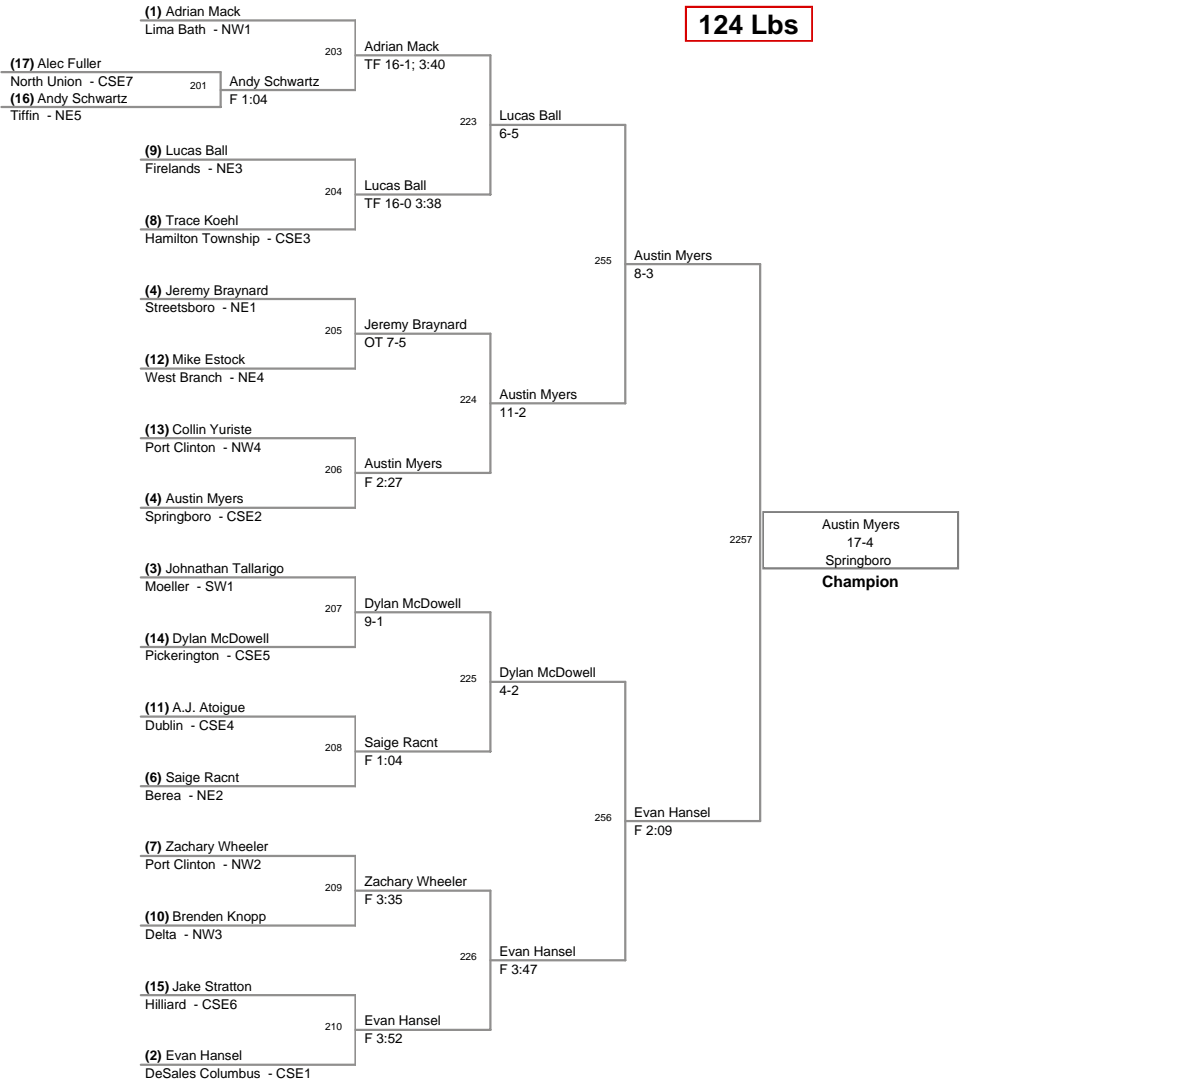 124 Lbs
(1) Adrian Mack
Lima Bath - NW1
203
Adrian Mack
TF 16-1; 3:40
(17) Alec Fuller
North Union - CSE7
201
Andy Schwartz
F 1:04
(16) Andy Schwartz
Tiffin - NE5
223
Lucas Ball
6-5
(9) Lucas Ball
Firelands - NE3
204
Lucas Ball
TF 16-0 3:38
(8) Trace Koehl
Hamilton Township - CSE3
255
Austin Myers
8-3
(4) Jeremy Braynard
Streetsboro - NE1
205
Jeremy Braynard
OT 7-5
(12) Mike Estock
West Branch - NE4
224
Austin Myers
11-2
(13) Collin Yuriste
Port Clinton - NW4
206
Austin Myers
F 2:27
(4) Austin Myers
Springboro - CSE2
2257
Austin Myers
17-4
Springboro
Champion
(3) Johnathan Tallarigo
Moeller - SW1
207
Dylan McDowell
9-1
(14) Dylan McDowell
Pickerington - CSE5
225
Dylan McDowell
4-2
(11) A.J. Atoigue
Dublin - CSE4
208
Saige Racnt
F 1:04
(6) Saige Racnt
Berea - NE2
256
Evan Hansel
F 2:09
(7) Zachary Wheeler
Port Clinton - NW2
209
Zachary Wheeler
F 3:35
(10) Brenden Knopp
Delta - NW3
226
Evan Hansel
F 3:47
(15) Jake Stratton
Hilliard - CSE6
210
Evan Hansel
F 3:52
(2) Evan Hansel
DeSales Columbus - CSE1